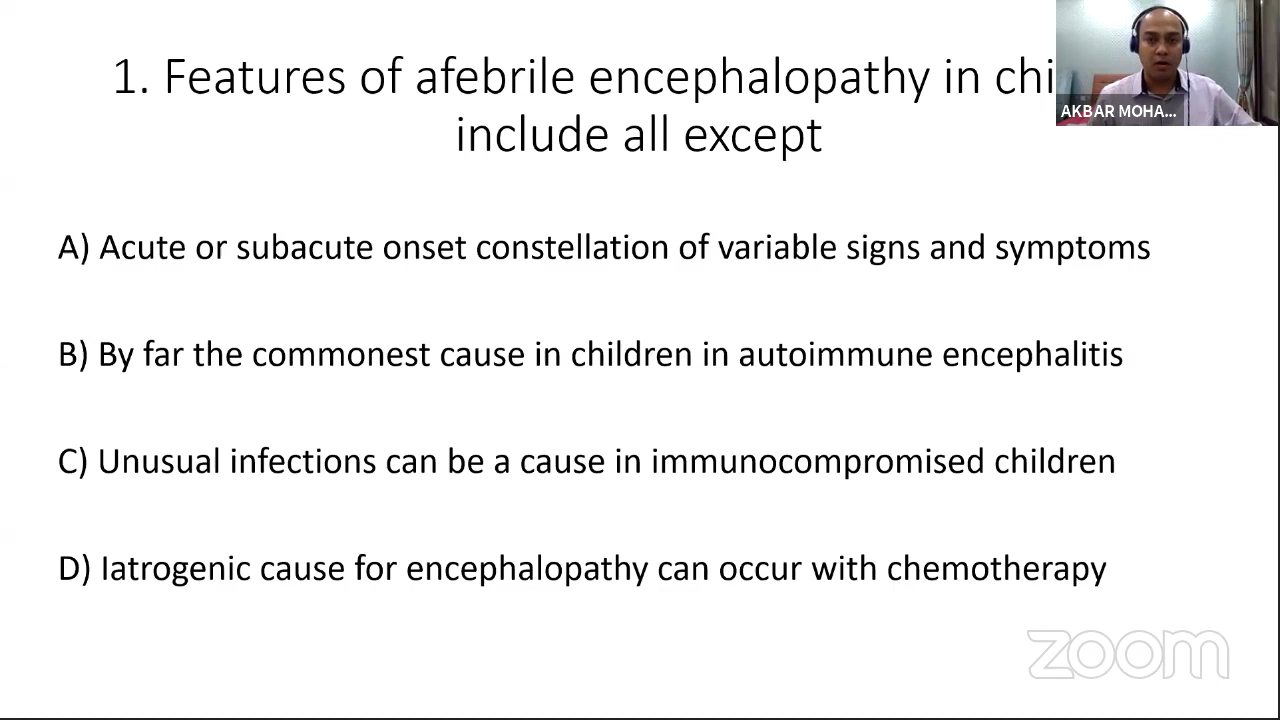 1. Features of afebrile encephalopathy in chi
include all except
AKBAR MOHA...
A) Acute or subacute onset constellation of variable signs and symptoms
B) By far the commonest cause in children in autoimmune encephalitis
C) Unusual infections can be a cause in immunocompromised children
D) Iatrogenic cause for encephalopathy can occur with chemotherapy
zoom